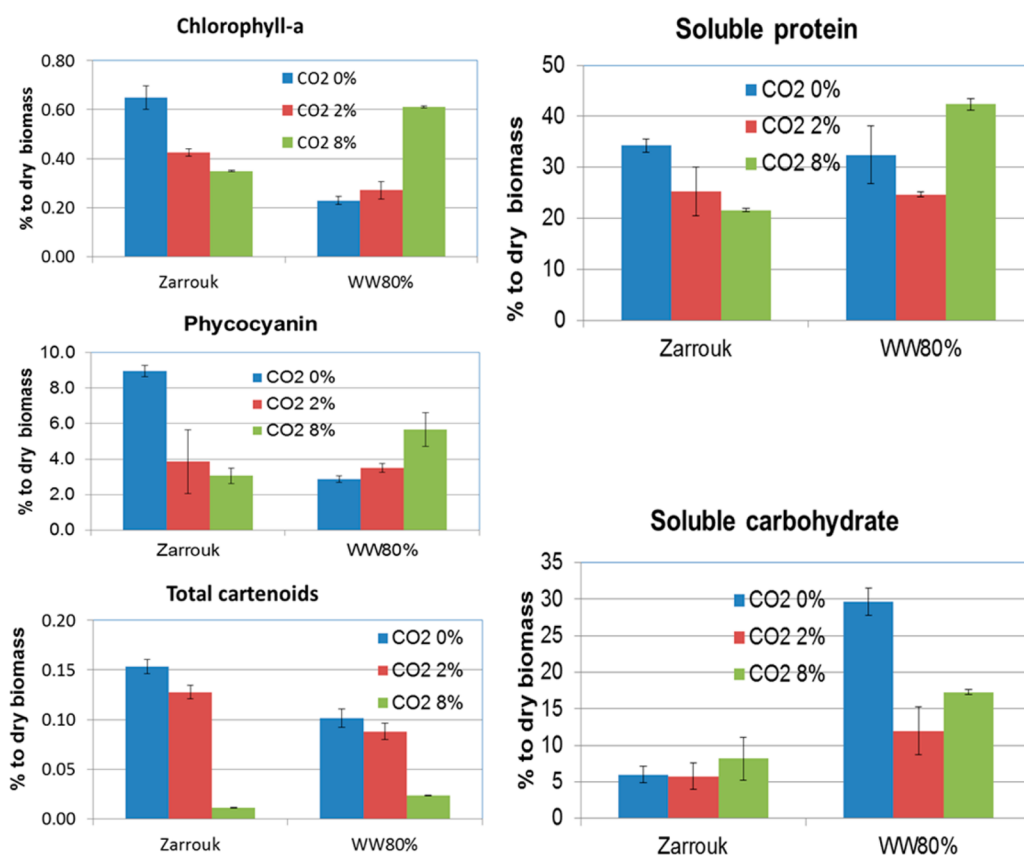 Chlorophyll-a
% to dry biomass
0.80
0.60
0.40
0.20
0.00
CO2 0%
CO2 2%
CO2 8%
Zarrouk
WW80%
Phycocyanin
% to dry biomass
10.0
8.0
6.0
4.0
2.0
0.0
CO2 0%
CO2 2%
CO2 8%
Zarrouk
WW80%
Total cartenoids
% to dry biomass
0.20
0.15
0.10
0.05
0.00
CO2 0%
CO2 2%
CO2 8%
Zarrouk
WW80%
Soluble protein
% to dry biomass
50
40
30
20
10
0
CO2 0%
CO2 2%
CO2 8%
Zarrouk
WW80%
Soluble carbohydrate
% to dry biomass
35
30
25
20
15
10
5
0
CO2 0%
CO2 2%
CO2 8%
Zarrouk
WW80%